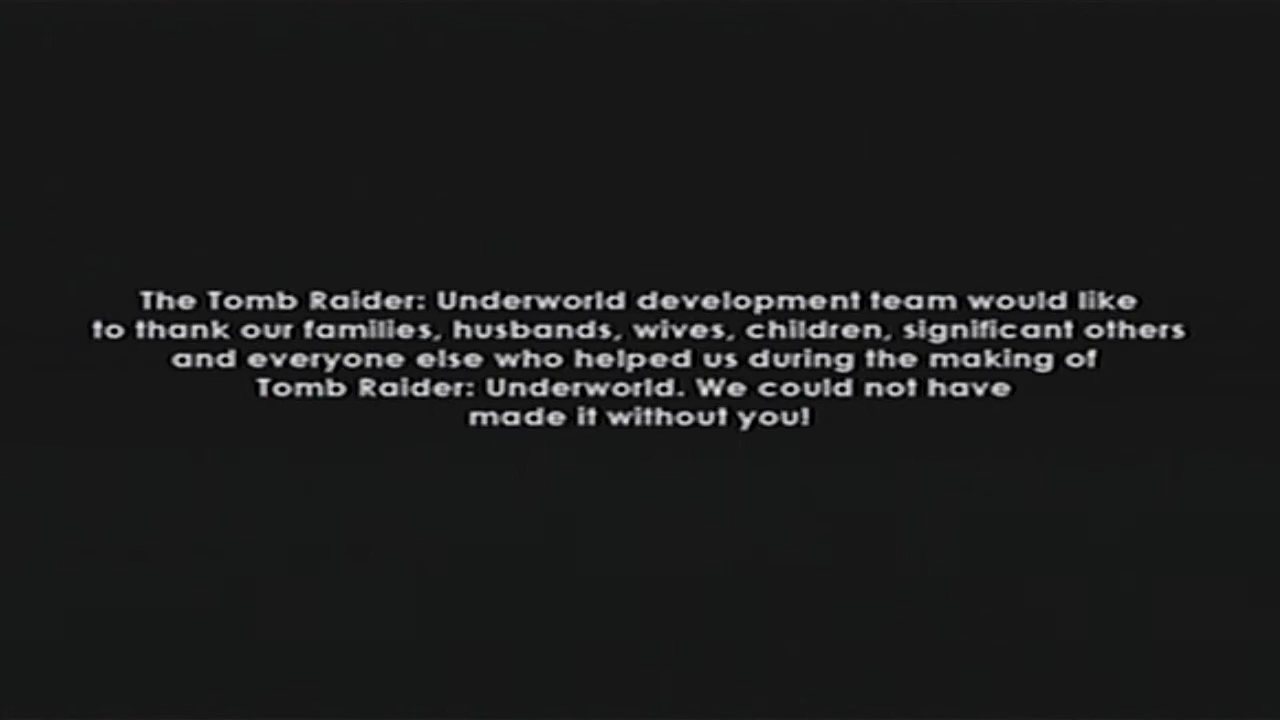 The Tomb Raider: Underworld development team would like
to thank our families, husbands, wives, children, significant others
and everyone else who helped us during the making of
Tomb Raider: Underworld. We could not have
made it without you!